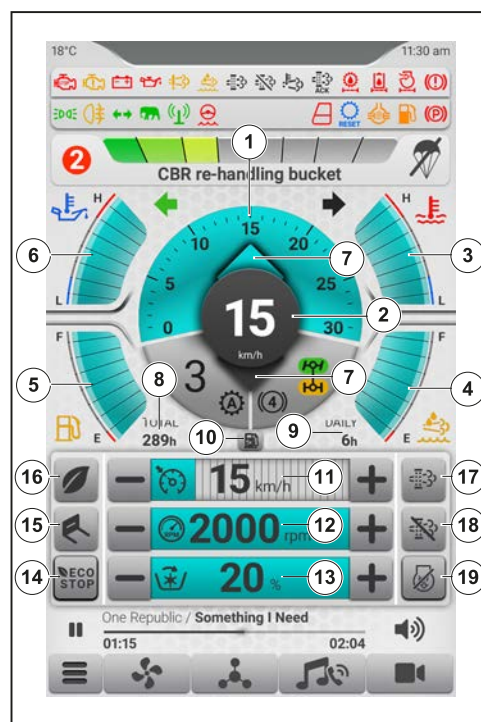 18°C 11:30 am
ACK
RESET
2
CBR re-handling bucket
1
H H
15
10 20
6 7 3
5 25
L 15 L
2
0 30
km/h
F F
8 3 7
5 4
A (4)
TOTAL DAILY
E 289h 10 9 6h E
16 15 km/h 11 17
15 RPM 2000 rpm 12 18
14 ECO STOP 20 % 13 19
One Republic / Something I Need
01:15 02:04